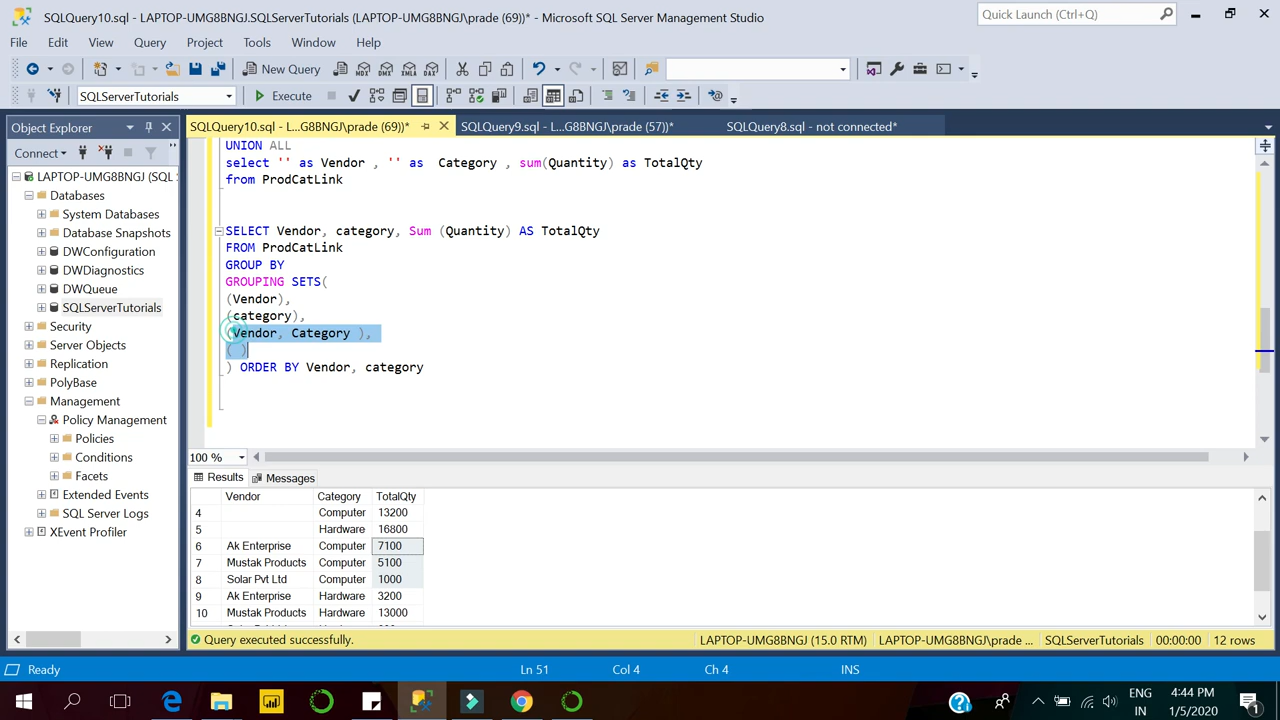 SQLQuery10.sql - LAPTOP-UMG8BNGJ.SQLServerTutorials (LAPTOP-UMG8BNGJ\prade (69))* - Microsoft SQL Server Management Studio
Quick Launch (Ctrl+Q)
File Edit View Query Project Tools Window Help
New Query MDX DMX XMLA DAX
SQLServerTutorials Execute
Object Explorer
SQLQuery10.sql - L...G8BNGJ\prade (69))* SQLQuery9.sql - L...G8BNGJ\prade (57))* SQLQuery8.sql - not connected*
Connect
LAPTOP-UMG8BNGJ (SQL
Databases
System Databases
Database Snapshots
DWConfiguration
DWDiagnostics
DWQueue
SQLServerTutorials
Security
Server Objects
Replication
PolyBase
Management
Policy Management
Policies
Conditions
Facets
Extended Events
SQL Server Logs
XEvent Profiler
UNION ALL
select '' as Vendor , '' as Category , sum(Quantity) as TotalQty
from ProdCatLink
SELECT Vendor, category, Sum (Quantity) AS TotalQty
FROM ProdCatLink
GROUP BY
GROUPING SETS(
(Vendor),
(category),
(Vendor, Category ),
( )
) ORDER BY Vendor, category
100 %
Results Messages
Vendor Category TotalQty
4 Computer 13200
5 Hardware 16800
6 Ak Enterprise Computer 7100
7 Mustak Products Computer 5100
8 Solar Pvt Ltd Computer 1000
9 Ak Enterprise Hardware 3200
10 Mustak Products Hardware 13000
Query executed successfully. LAPTOP-UMG8BNGJ (15.0 RTM) LAPTOP-UMG8BNGJ\prade ... SQLServerTutorials 00:00:00 12 rows
Ready Ln 51 Col 4 Ch 4 INS
ENG
IN
4:44 PM
1/5/2020
1